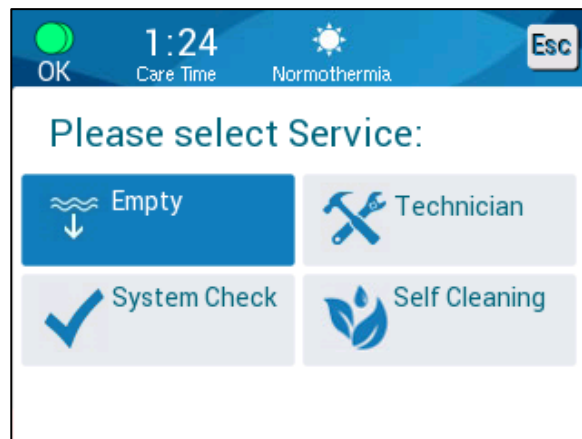 1:24
Esc
OK
Care Time
Normothermia
Please select Service:
Empty
Technician
System Check
Self Cleaning